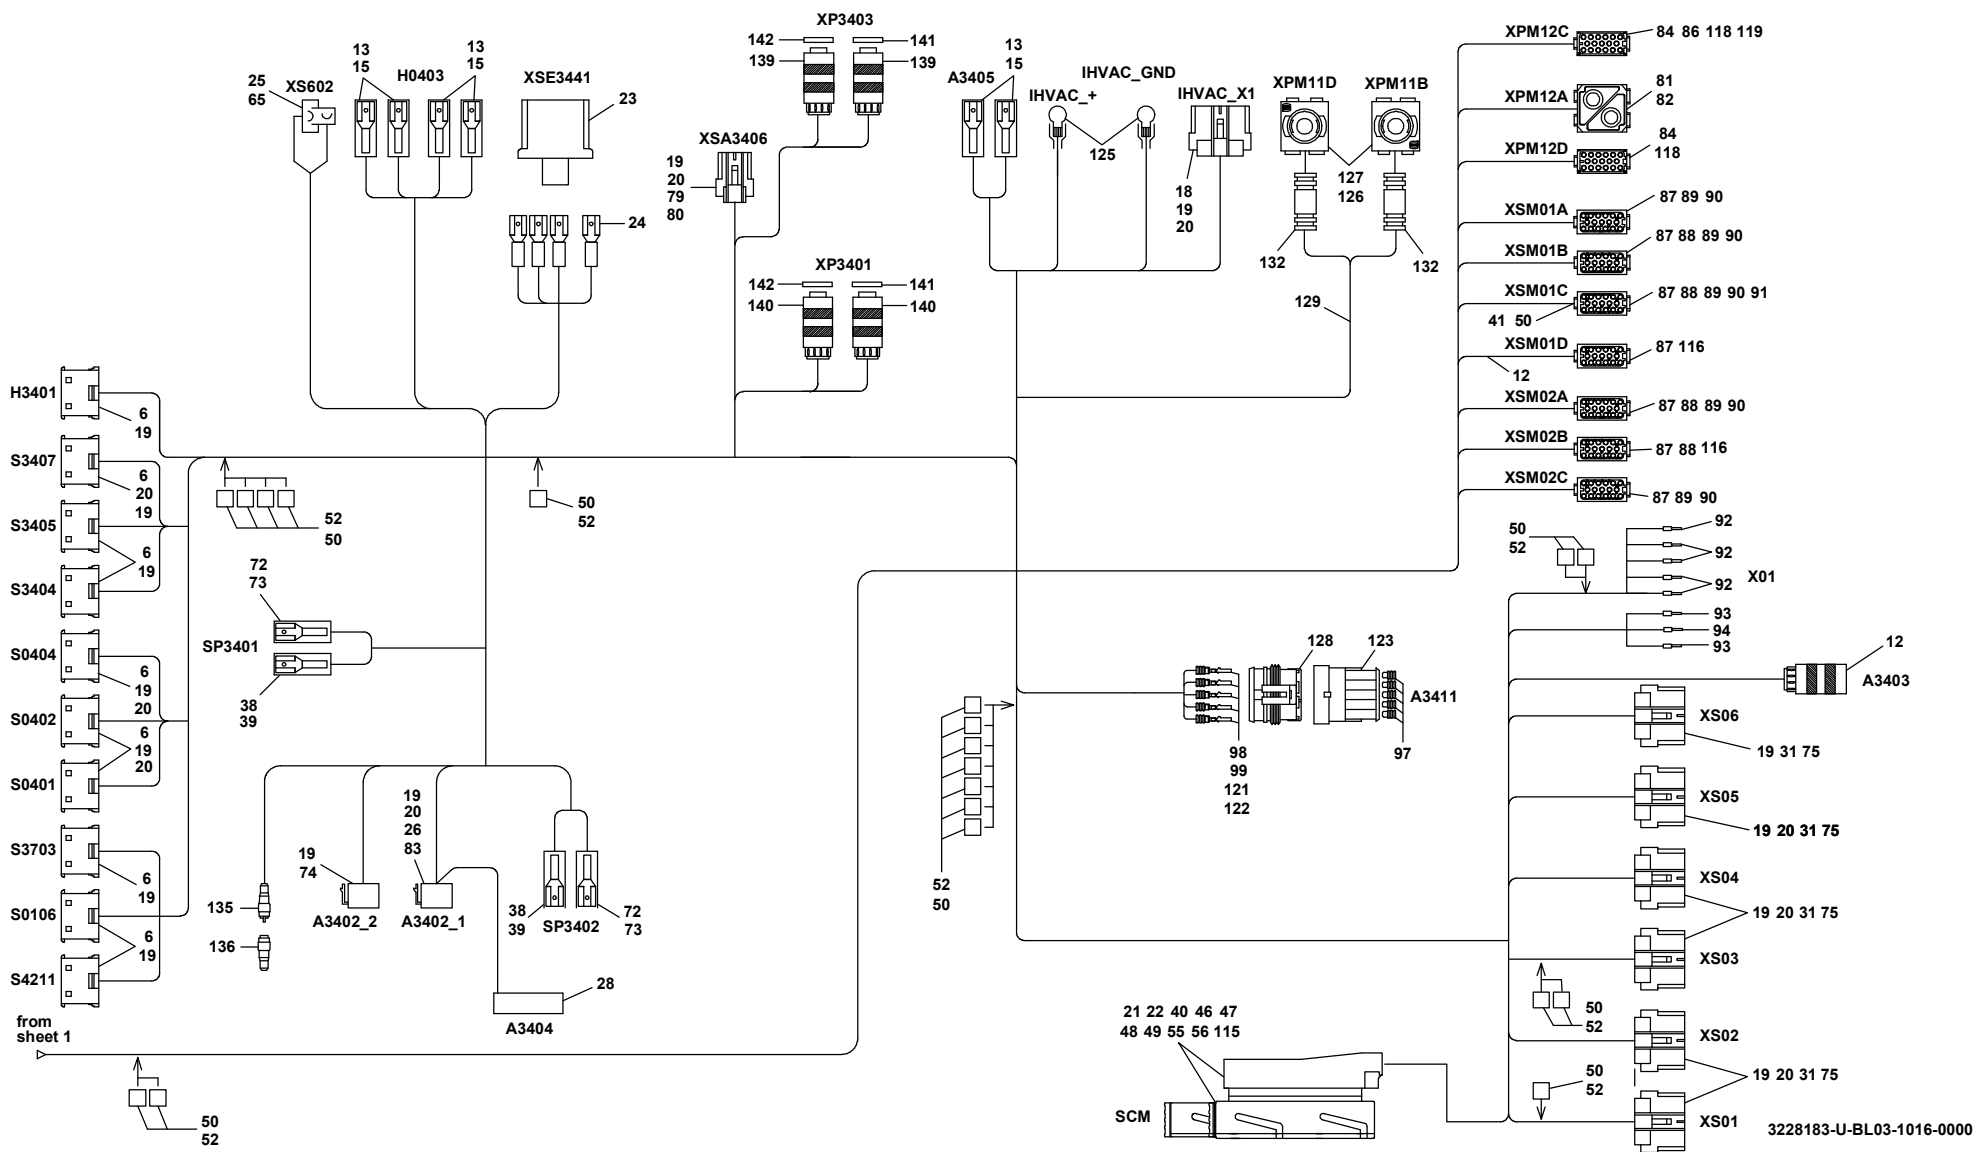 XP3403
142
139
141
139
13
15
H0403
13
15
25
65
XS602
XSE3441
23
24
XSA3406
19
20
79
80
XP3401
142
140
141
140
A3405
13
15
IHVAC_+
IHVAC_GND
125
IHVAC_X1
18
19
20
XPM11D
XPM11B
127
126
132
132
129
XPM12C
84 86 118 119
XPM12A
81
82
XPM12D
84
118
XSM01A
87 89 90
XSM01B
87 88 89 90
XSM01C
87 88 89 90 91
41 50
XSM01D
87 116
12
XSM02A
87 88 89 90
XSM02B
87 88 116
XSM02C
87 89 90
H3401
6
19
S3407
6
20
19
S3405
6
19
S3404
S0404
6
19
20
S0402
6
19
20
S0401
S3703
6
19
S0106
6
19
S4211
52
50
50
52
72
73
SP3401
38
39
135
136
19
74
A3402_2
19
20
26
83
A3402_1
38
39
SP3402
72
73
28
A3404
52
50
128
123
A3411
98
99
121
122
97
50
52
92
92
92
X01
93
94
93
12
A3403
XS06
19 31 75
XS05
19 20 31 75
XS04
19 20 31 75
XS03
50
52
XS02
19 20 31 75
50
52
XS01
21 22 40 46 47
48 49 55 56 115
SCM
from
sheet 1
50
52
3228183-U-BL03-1016-0000